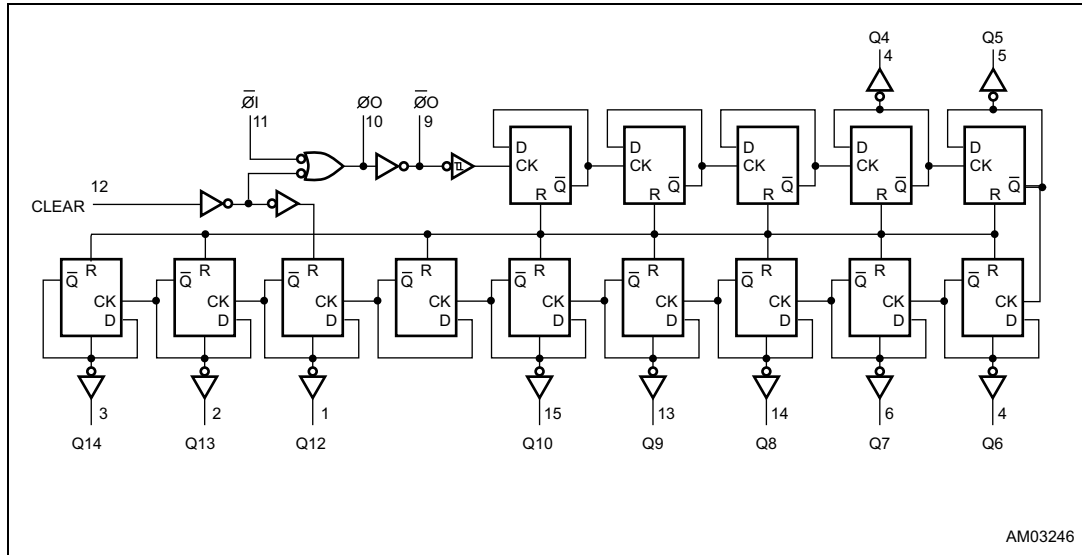 Q4 Q5
4 5
ØI ØO ØO
11 10 9
D D D D D
CK CK CK CK CK
Q Q Q Q Q
R R R R R
12
CLEAR
R R R R R R R R R
Q Q Q Q Q Q Q Q Q
CK CK CK CK CK CK CK CK CK
D D D D D D D D D
3 2 1 15 13 14 6 4
Q14 Q13 Q12 Q10 Q9 Q8 Q7 Q6
AM03246